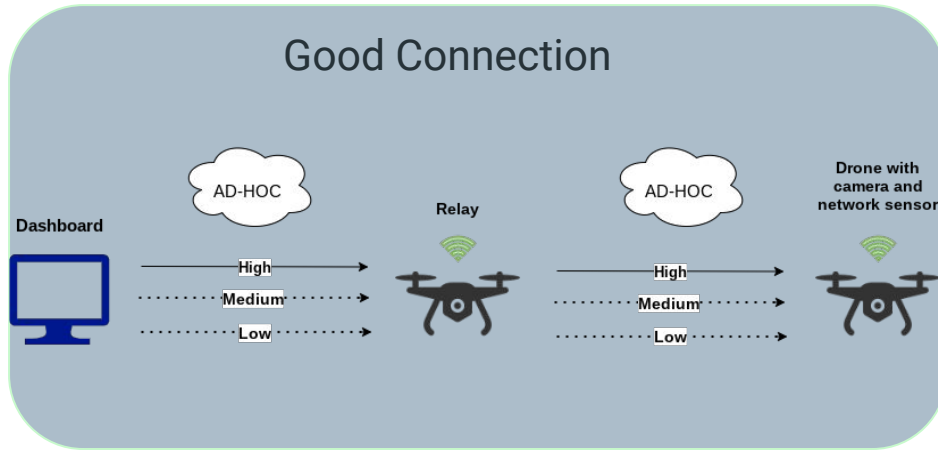 Good Connection
AD-HOC
AD-HOC
Drone with
camera and
network sensor
Relay
Dashboard
High
High
Medium
Medium
Low
Low